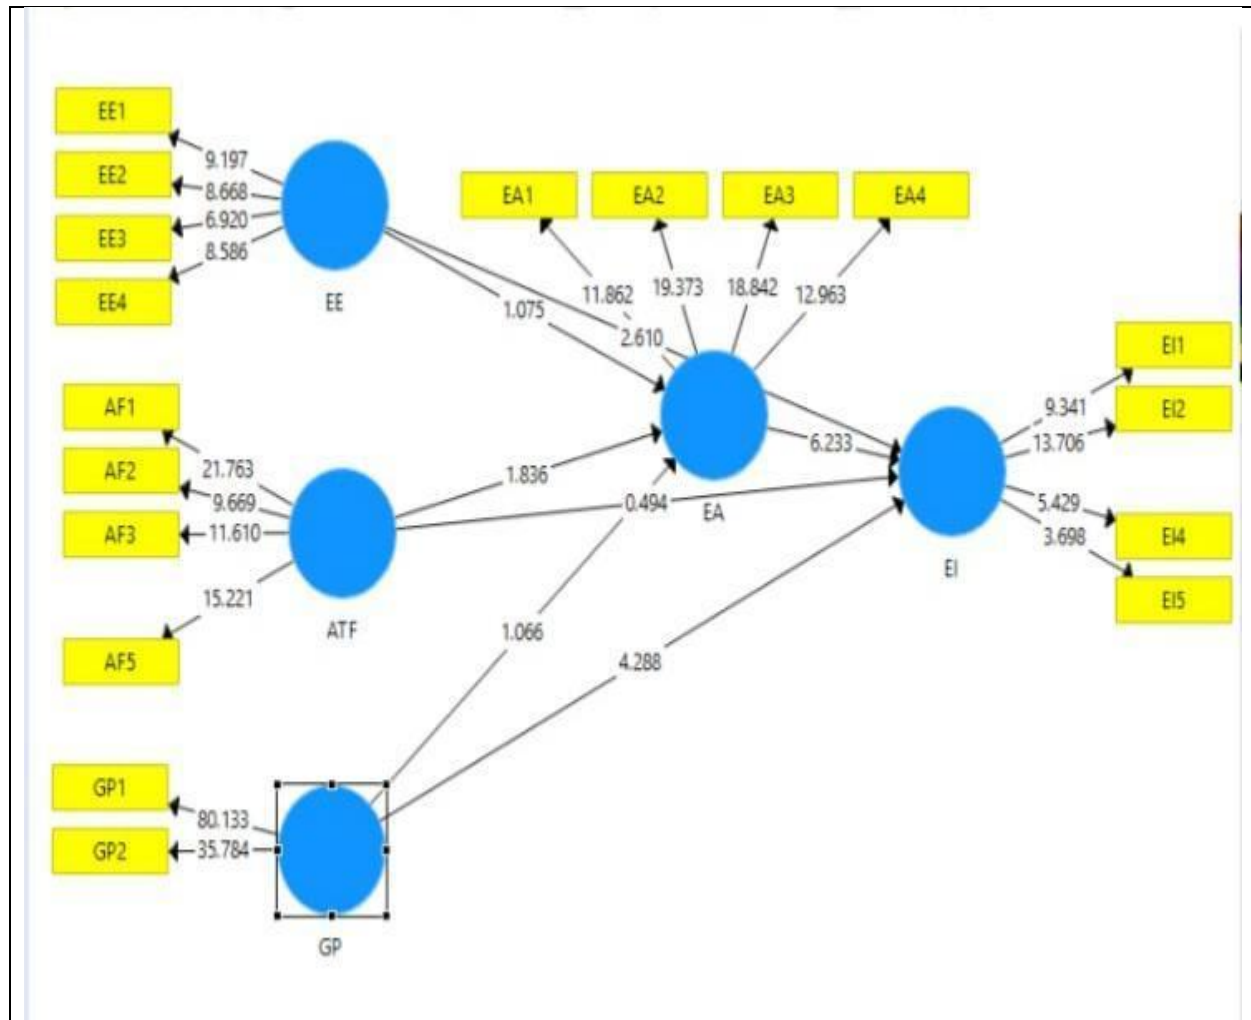 EE1
EE2
EE3
EE4
9.197
8.668
6.920
8.586
EE
EA1
EA2
EA3
EA4
11.862
19.373
18.842
12.963
1.075
2.610
EA
AF1
AF2
AF3
AF5
21.763
9.669
11.610
15.221
ATF
1.836
0.494
6.233
EI1
EI2
EI4
EI5
9.341
13.706
5.429
3.698
EI
1.066
4.288
GP1
GP2
80.133
35.784
GP